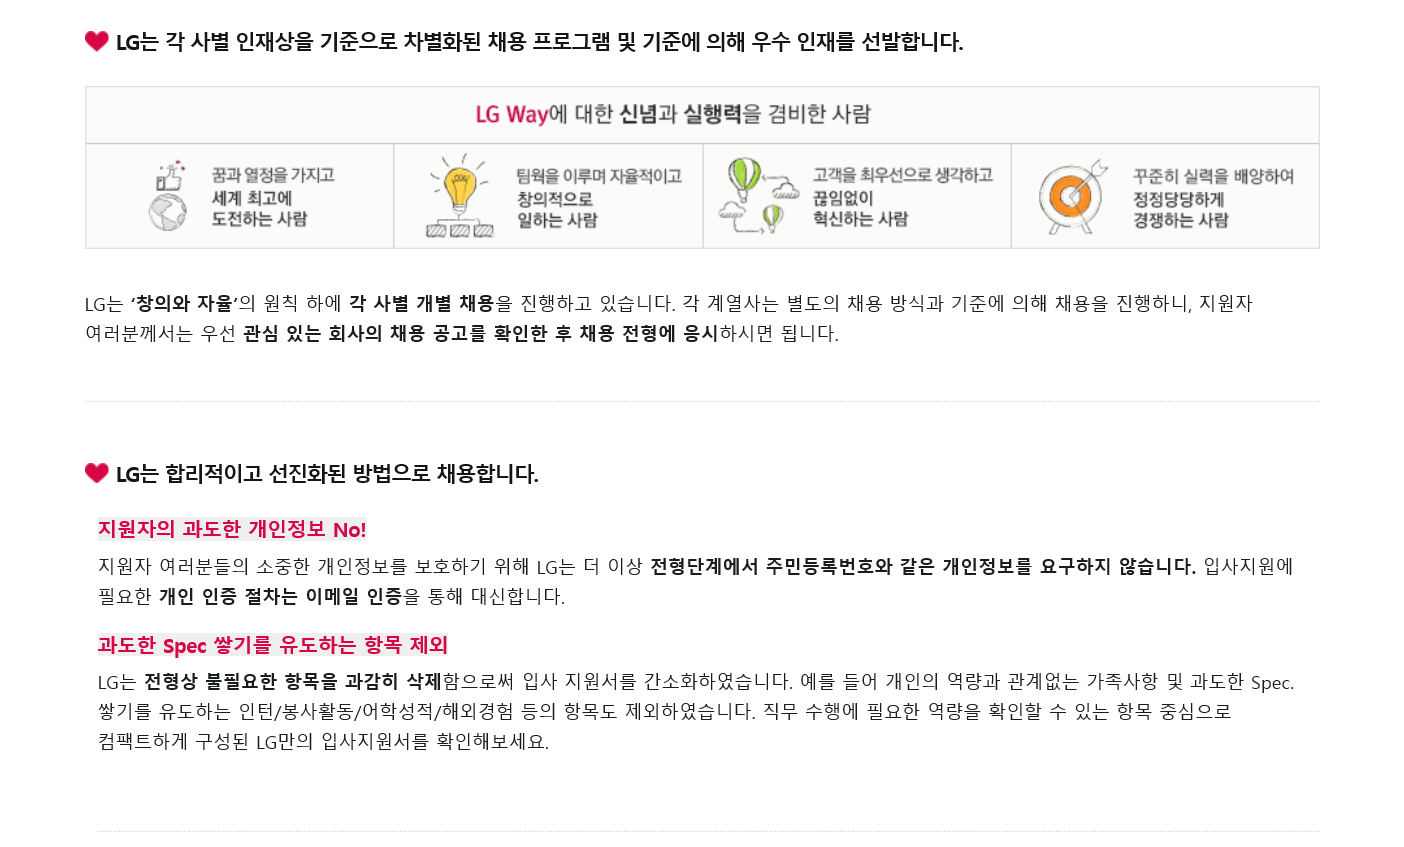 LG는 각 사별 인재상을 기준으로 차별화된 채용 프로그램 및 기준에 의해 우수 인재를 선발합니다.
LG Way에 대한 신념과 실행력을 겸비한 사람
꿈과 열정을 가지고
세계 최고에
도전하는 사람
팀웍을 이루며 자율적이고
창의적으로
일하는 사람
고객을 최우선으로 생각하고
끊임없이
혁신하는 사람
꾸준히 실력을 배양하여
정정당당하게
경쟁하는 사람
LG는 ‘창의와 자율’의 원칙 하에 각 사별 개별 채용을 진행하고 있습니다. 각 계열사는 별도의 채용 방식과 기준에 의해 채용을 진행하니, 지원자
여러분께서는 우선 관심 있는 회사의 채용 공고를 확인한 후 채용 전형에 응시하시면 됩니다.
LG는 합리적이고 선진화된 방법으로 채용합니다.
지원자의 과도한 개인정보 No!
지원자 여러분들의 소중한 개인정보를 보호하기 위해 LG는 더 이상 전형단계에서 주민등록번호와 같은 개인정보를 요구하지 않습니다. 입사지원에
필요한 개인 인증 절차는 이메일 인증을 통해 대신합니다.
과도한 Spec 쌓기를 유도하는 항목 제외
LG는 전형상 불필요한 항목을 과감히 삭제함으로써 입사 지원서를 간소화하였습니다. 예를 들어 개인의 역량과 관계없는 가족사항 및 과도한 Spec.
쌓기를 유도하는 인턴/봉사활동/어학성적/해외경험 등의 항목도 제외하였습니다. 직무 수행에 필요한 역량을 확인할 수 있는 항목 중심으로
컴팩트하게 구성된 LG만의 입사지원서를 확인해보세요.